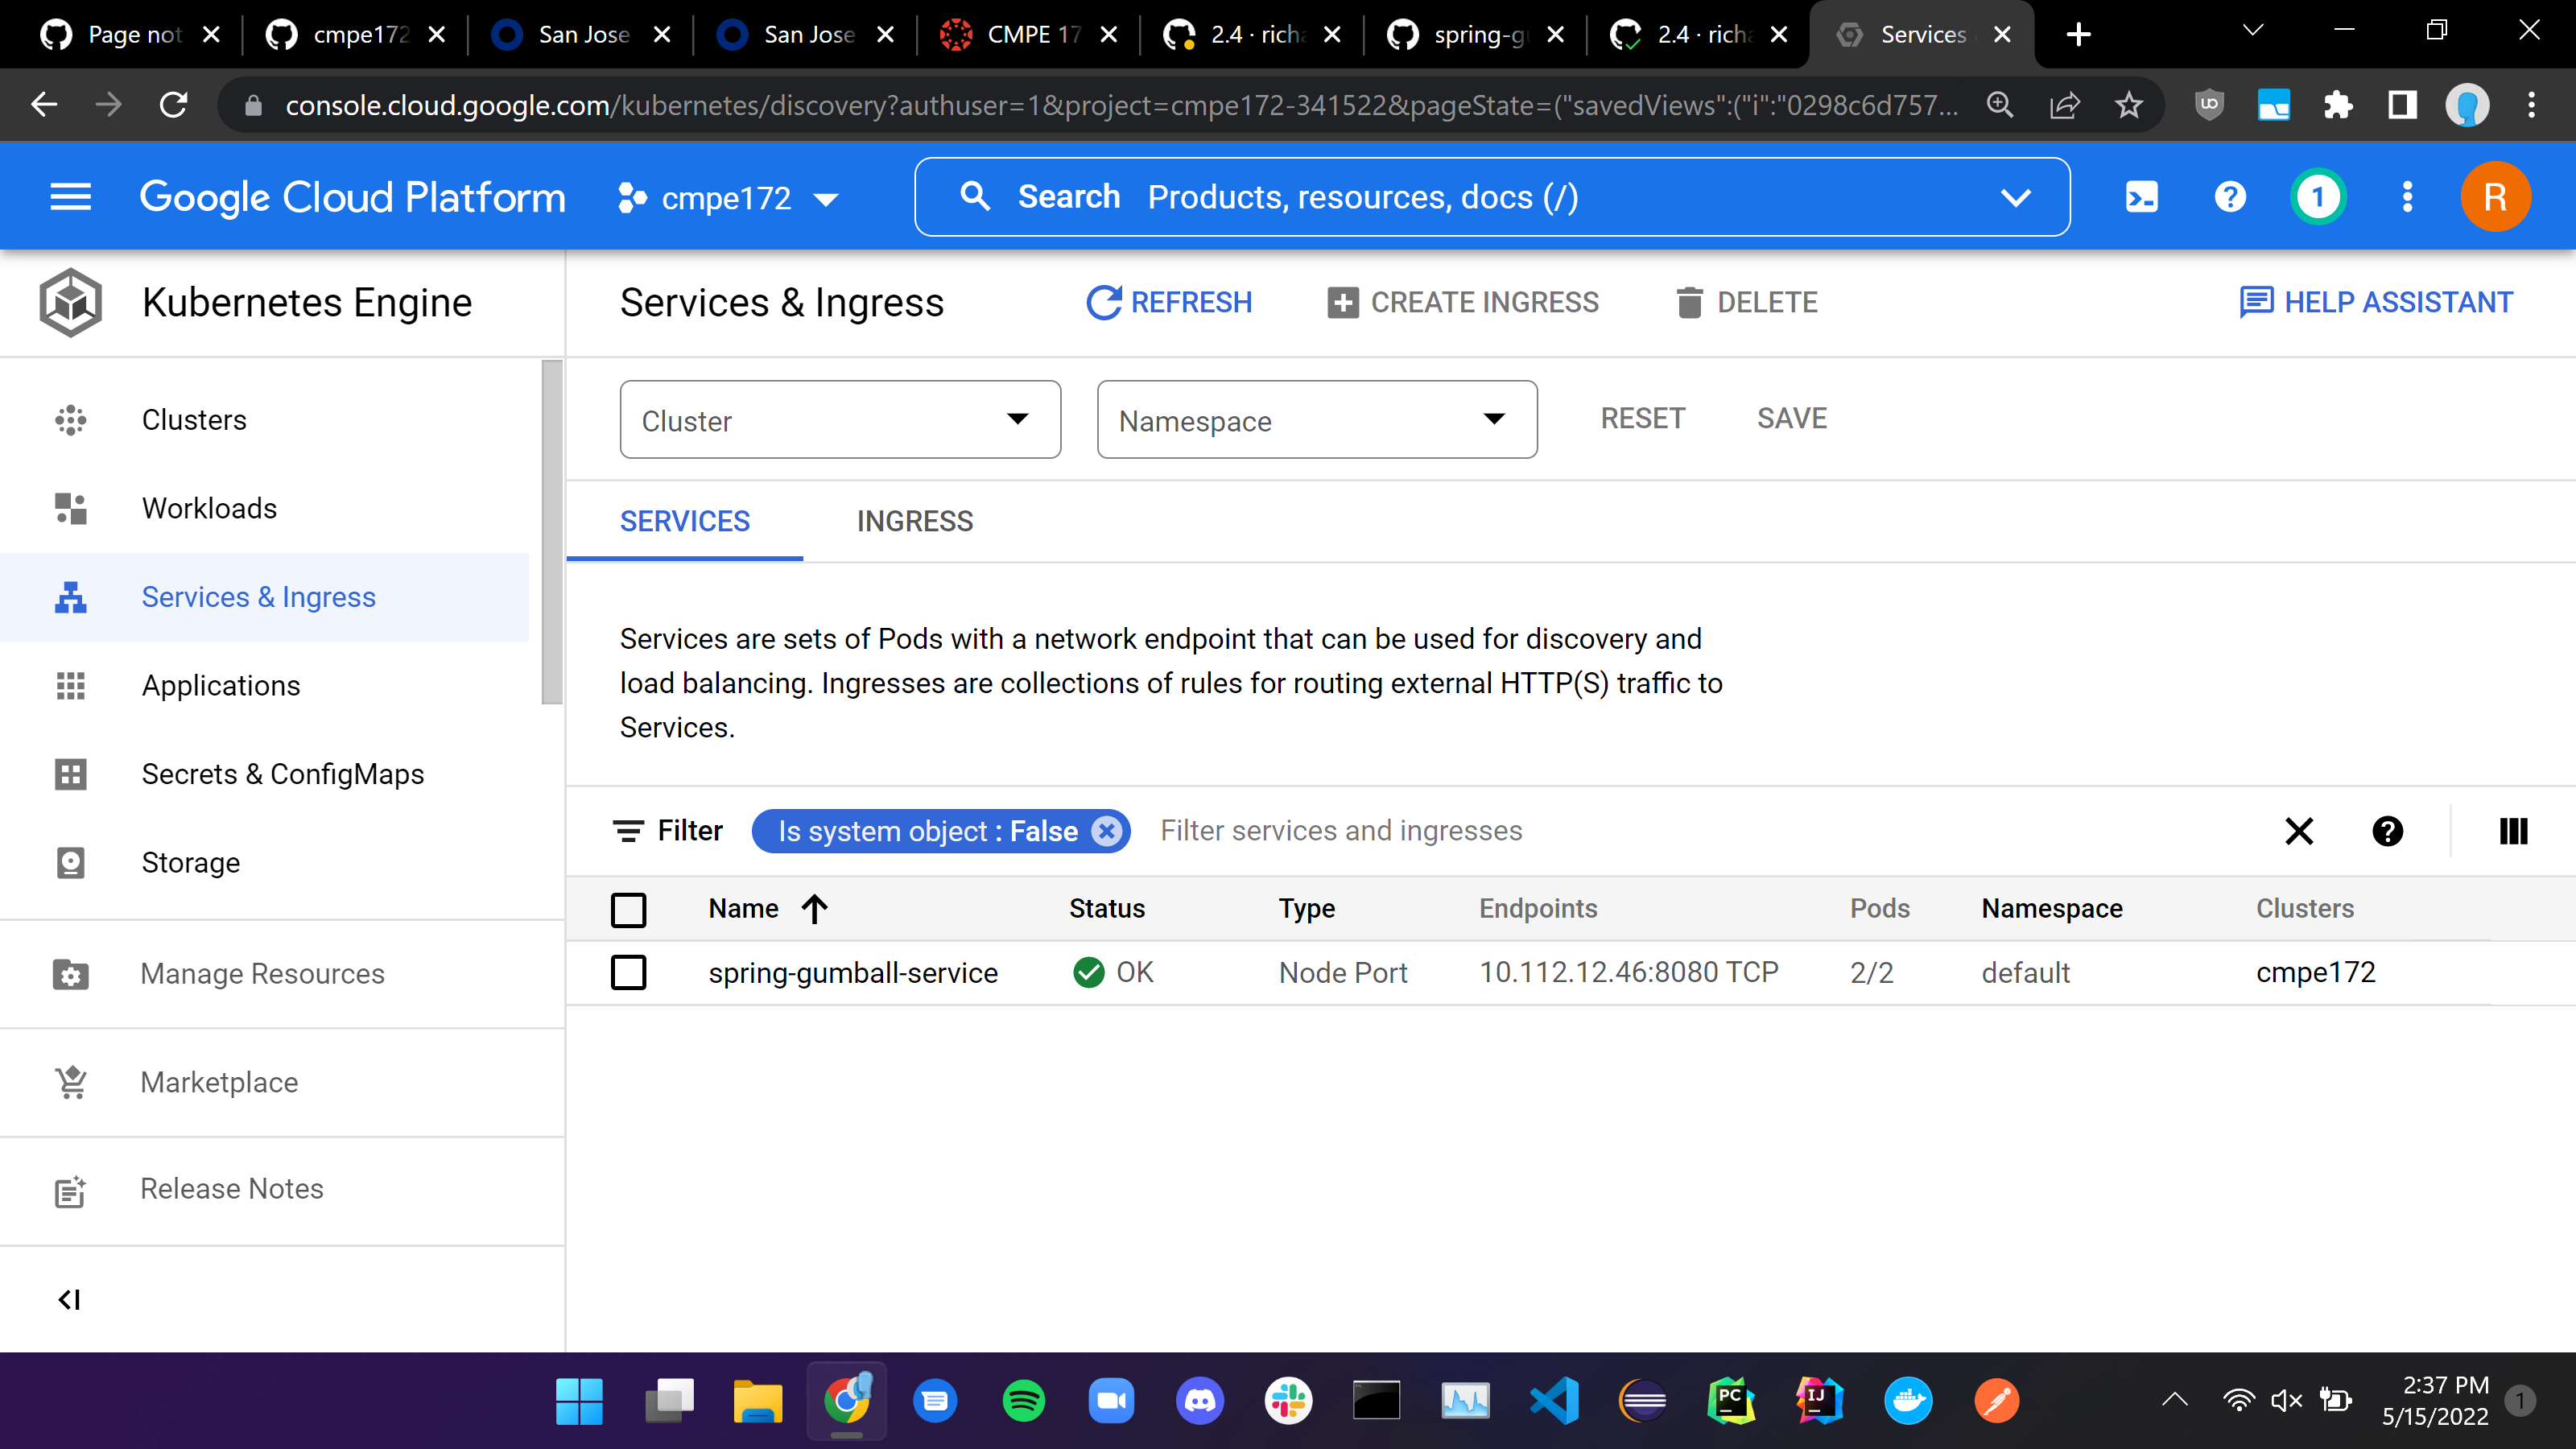 Page not
cmpe172
San Jose
San Jose
CMPE 17
2.4 · richa
spring-gu
2.4 · richa
Services
console.cloud.google.com/kubernetes/discovery?authuser=1&project=cmpe172-341522&pageState=("savedViews":("i":"0298c6d757...
Google Cloud Platform
cmpe172
Search Products, resources, docs (/)
1
R
Kubernetes Engine
Services & Ingress
REFRESH
CREATE INGRESS
DELETE
HELP ASSISTANT
Clusters
Workloads
Services & Ingress
Applications
Secrets & ConfigMaps
Storage
Manage Resources
Marketplace
Release Notes
Cluster
Namespace
RESET
SAVE
SERVICES
INGRESS
Services are sets of Pods with a network endpoint that can be used for discovery and
load balancing. Ingresses are collections of rules for routing external HTTP(S) traffic to
Services.
Filter
Is system object : False
Filter services and ingresses
Name Status Type Endpoints Pods Namespace Clusters
spring-gumball-service OK Node Port 10.112.12.46:8080 TCP 2/2 default cmpe172
PC
IJ
2:37 PM
5/15/2022
1